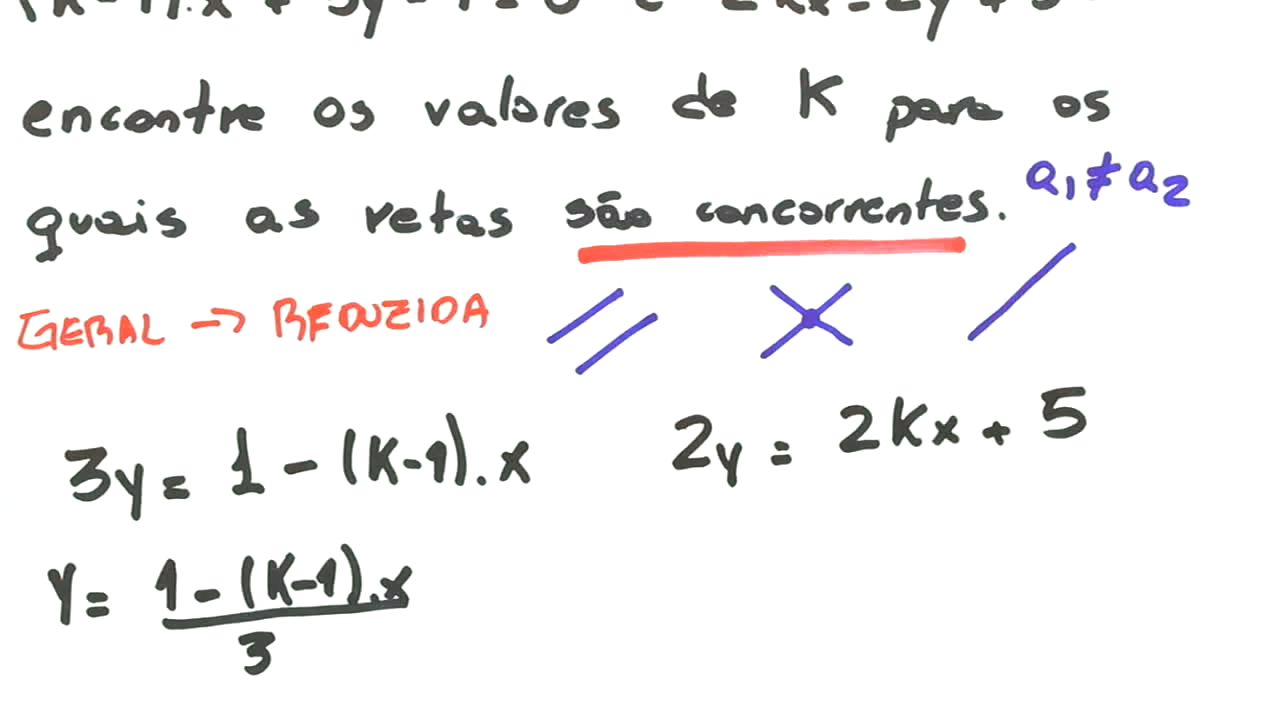 encontre os valores de K para os
quais as retas são concorrentes. a₁ ≠ a₂
GERAL → REDUZIDA
3y = 1 - (K-1).x
2y = 2Kx + 5
y = 1 - (K-1).x / 3